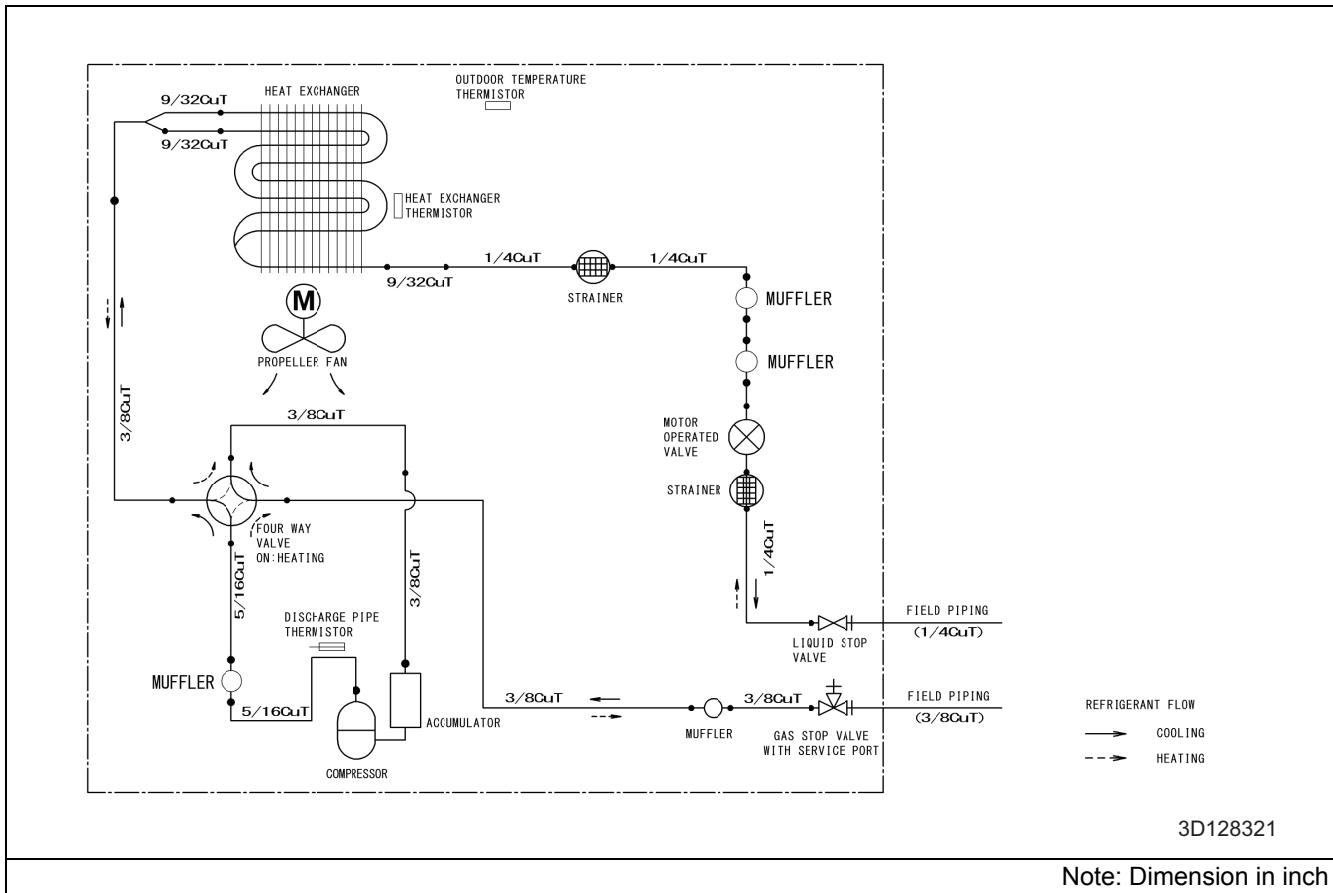 OUTDOOR TEMPERATURE
THERMISTOR
HEAT EXCHANGER
9/32CuT
9/32CuT
HEAT EXCHANGER
THERMISTOR
1/4CuT
1/4CuT
9/32CuT
STRAINER
MUFFLER
M
PROPELLER FAN
MUFFLER
3/8CuT
3/8CuT
MOTOR
OPERATED
VALVE
STRAINER
FOUR WAY
VALVE
ON:HEATING
5/16CuT
3/8CuT
1/4CuT
DISCHARGE PIPE
THERMISTOR
FIELD PIPING
(1/4CuT)
LIQUID STOP
VALVE
MUFFLER
5/16CuT
ACCUMULATOR
COMPRESSOR
3/8CuT
3/8CuT
MUFFLER
GAS STOP VALVE
WITH SERVICE PORT
FIELD PIPING
(3/8CuT)
REFRIGERANT FLOW
COOLING
HEATING
3D128321
Note: Dimension in inch